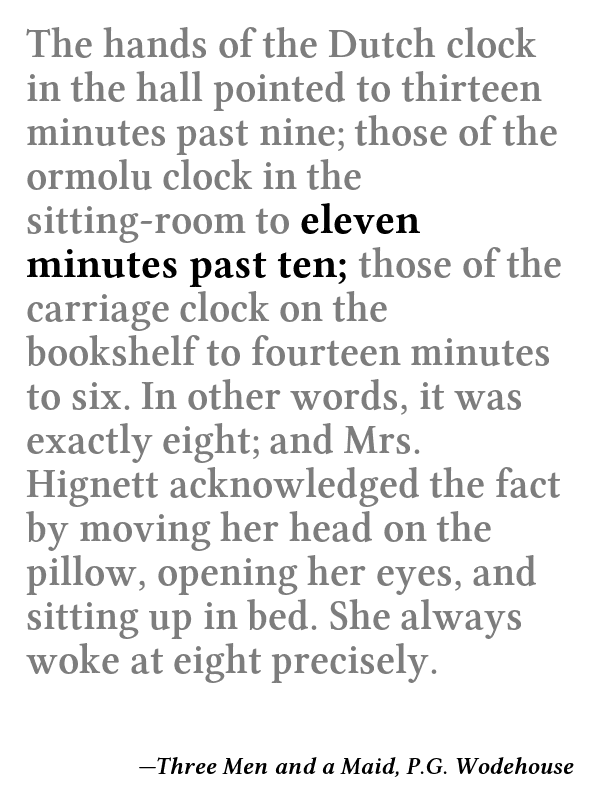 The hands of the Dutch clock
in the hall pointed to thirteen
minutes past nine; those of the
ormolu clock in the
sitting-room to eleven
minutes past ten; those of the
carriage clock on the
bookshelf to fourteen minutes
to six. In other words, it was
exactly eight; and Mrs.
Hignett acknowledged the fact
by moving her head on the
pillow, opening her eyes, and
sitting up in bed. She always
woke at eight precisely.
—Three Men and a Maid, P.G. Wodehouse